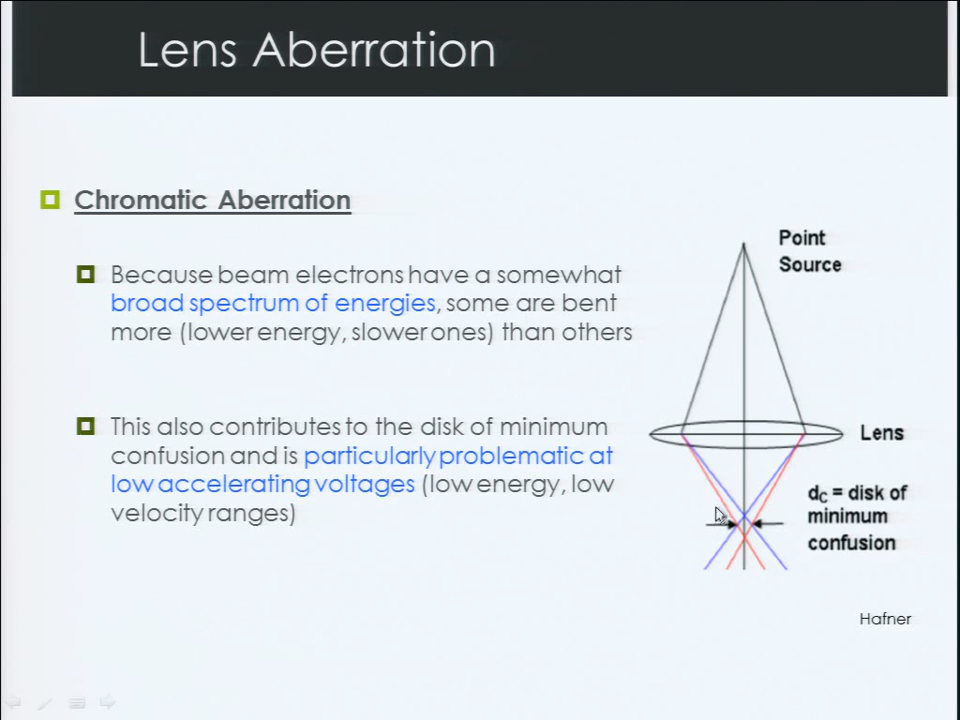 Lens Aberration
Chromatic Aberration
Because beam electrons have a somewhat
broad spectrum of energies, some are bent
more (lower energy, slower ones) than others
This also contributes to the disk of minimum
confusion and is particularly problematic at
low accelerating voltages (low energy, low
velocity ranges)
Point
Source
Lens
dC = disk of
minimum
confusion
Hafner